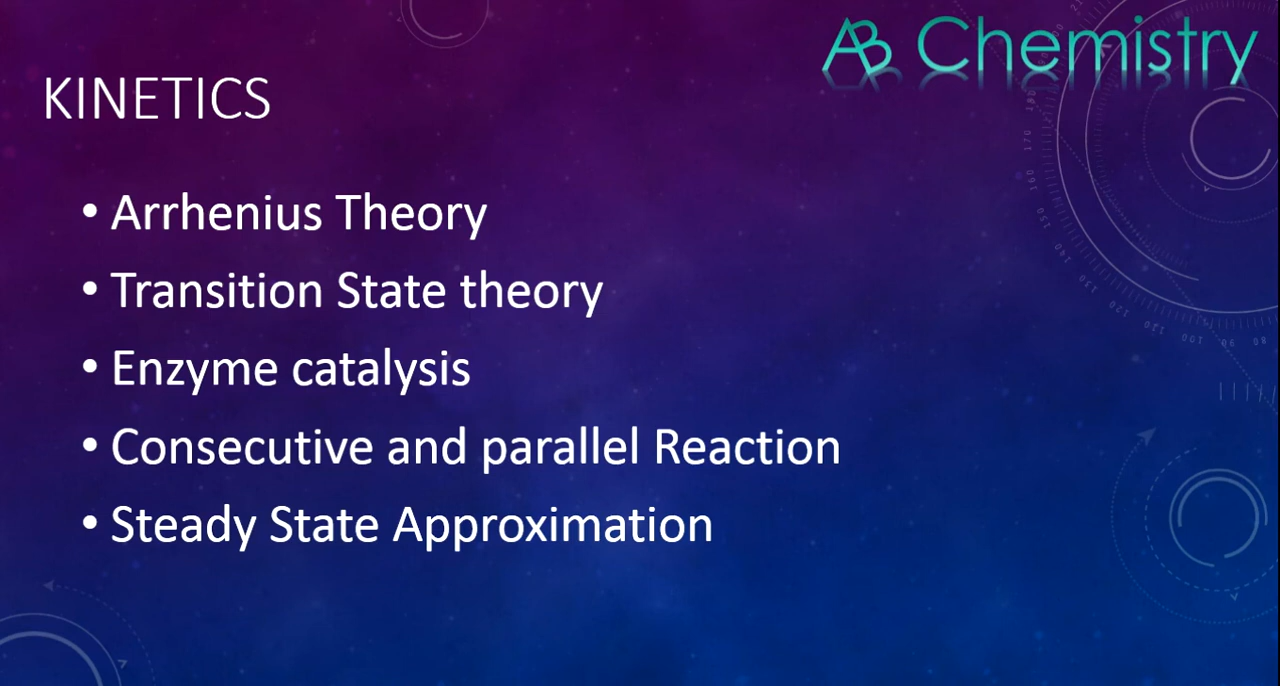 AB Chemistry
KINETICS
• Arrhenius Theory
• Transition State theory
• Enzyme catalysis
• Consecutive and parallel Reaction
• Steady State Approximation